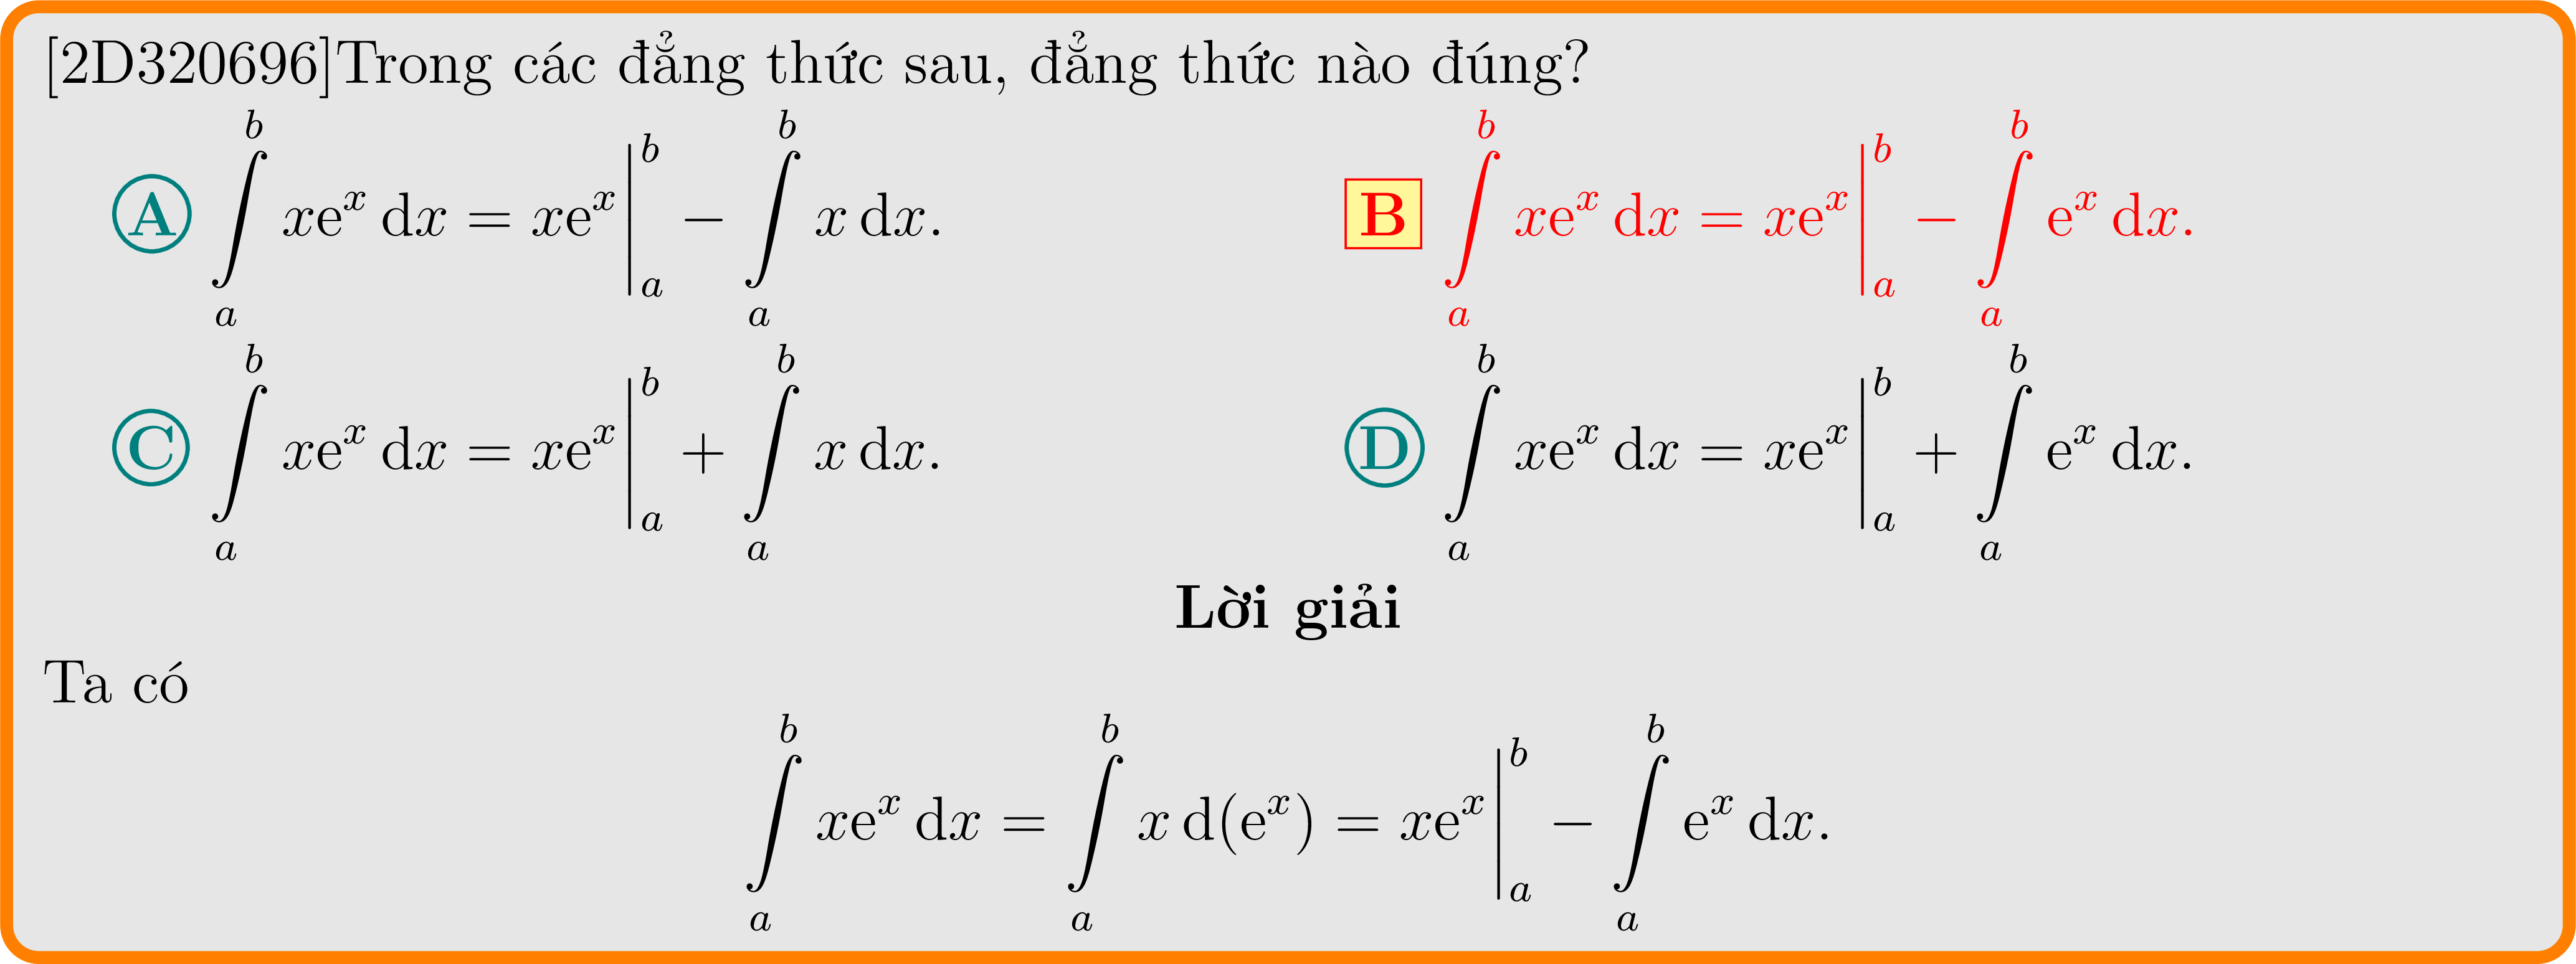 [2D320696]Trong các đẳng thức sau, đẳng thức nào đúng?
A $\int\limits_a^b x\mathrm{e}^x\,\mathrm{d}x = x\mathrm{e}^x\Big|_a^b - \int\limits_a^b x\,\mathrm{d}x.$ B $\int\limits_a^b x\mathrm{e}^x\,\mathrm{d}x = x\mathrm{e}^x\Big|_a^b - \int\limits_a^b \mathrm{e}^x\,\mathrm{d}x.$
C $\int\limits_a^b x\mathrm{e}^x\,\mathrm{d}x = x\mathrm{e}^x\Big|_a^b + \int\limits_a^b x\,\mathrm{d}x.$ D $\int\limits_a^b x\mathrm{e}^x\,\mathrm{d}x = x\mathrm{e}^x\Big|_a^b + \int\limits_a^b \mathrm{e}^x\,\mathrm{d}x.$
Lời giải
Ta có
$\int\limits_a^b x\mathrm{e}^x\,\mathrm{d}x = \int\limits_a^b x\,\mathrm{d}(\mathrm{e}^x) = x\mathrm{e}^x\Big|_a^b - \int\limits_a^b \mathrm{e}^x\,\mathrm{d}x.$